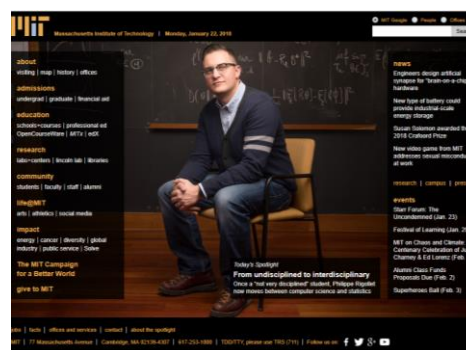 MIT
Massachusetts Institute of Technology | Monday, January 22, 2018
MIT Google People Offices
Sea
about
visiting | map | history | offices
admissions
undergrad | graduate | financial aid
education
schools+courses | professional ed
OpenCourseWare | MITx | edX
research
labs+centers | lincoln lab | libraries
community
students | faculty | staff | alumni
life@MIT
arts | athletics | social media
impact
energy | cancer | diversity | global
industry | public service | Solve
The MIT Campaign
for a Better World
give to MIT
Today's Spotlight
From undisciplined to interdisciplinary
Once a "not very disciplined" student, Philippe Rigollet
now moves between computer science and statistics
news
Engineers design artificial
synapse for "brain-on-a-chip
hardware
New type of battery could
provide industrial-scale
energy storage
Susan Solomon awarded the
2018 Crafoord Prize
New video game from MIT
addresses sexual miscondu
at work
research | campus | pres
events
Starr Forum: The
Uncondemned (Jan. 23)
Festival of Learning (Jan. 2
MIT on Chaos and Climate:
Centenary Celebration of Ju
Charney & Ed Lorenz (Feb.
Alumni Class Funds
Proposals Due (Feb. 2)
Superheroes Ball (Feb. 3)
jobs | facts | offices and services | contact | about the spotlight
MIT | 77 Massachusetts Avenue | Cambridge, MA 02139-4307 | 617-253-1000 | TDD/TTY, please use TRS (711) | Follow us on: